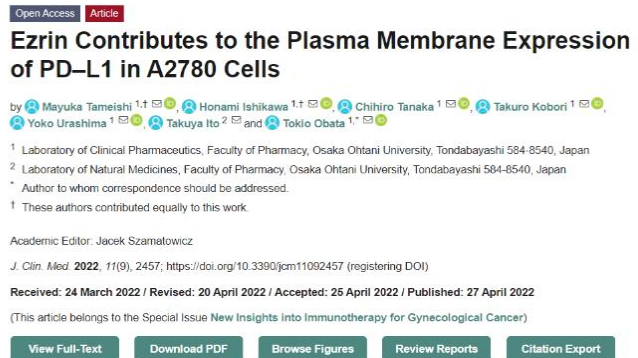 Open Access Article
Ezrin Contributes to the Plasma Membrane Expression
of PD–L1 in A2780 Cells
by Mayuka Tameishi 1,†, Honami Ishikawa 1,†, Chihiro Tanaka 1, Takuro Kobori 1,
Yoko Urashima 1, Takuya Ito 2 and Tokio Obata 1,*
1 Laboratory of Clinical Pharmaceutics, Faculty of Pharmacy, Osaka Ohtani University, Tondabayashi 584-8540, Japan
2 Laboratory of Natural Medicines, Faculty of Pharmacy, Osaka Ohtani University, Tondabayashi 584-8540, Japan
* Author to whom correspondence should be addressed.
† These authors contributed equally to this work.
Academic Editor: Jacek Szamatowicz
J. Clin. Med. 2022, 11(9), 2457; https://doi.org/10.3390/jcm11092457 (registering DOI)
Received: 24 March 2022 / Revised: 20 April 2022 / Accepted: 25 April 2022 / Published: 27 April 2022
(This article belongs to the Special Issue New Insights into Immunotherapy for Gynecological Cancer)
View Full-Text Download PDF Browse Figures Review Reports Citation Export